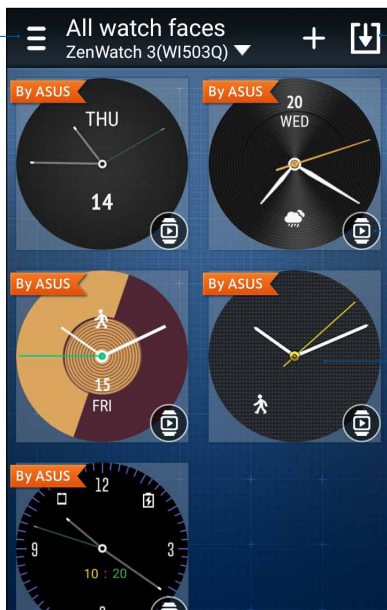 All watch faces
ZenWatch 3(WI503Q)
By ASUS
THU
14
By ASUS
20
WED
By ASUS
15
FRI
By ASUS
By ASUS
12
9
3
10 : 20